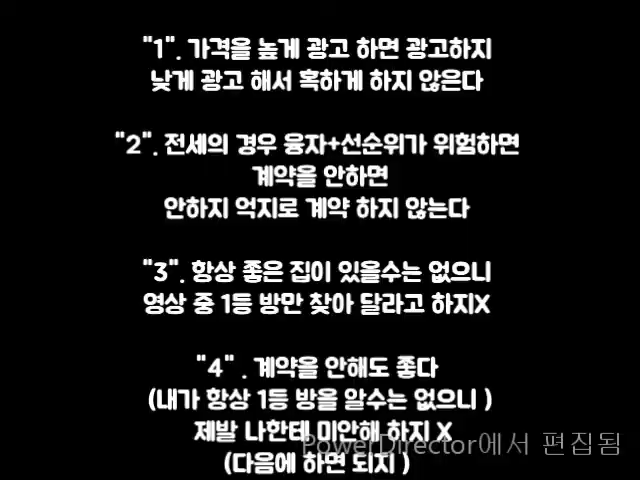 "1". 가격을 높게 광고 하면 광고하지
낮게 광고 해서 혹하게 하지 않은다
"2". 전세의 경우 융자+선순위가 위험하면
계약을 안하면
안하지 억지로 계약 하지 않는다
"3". 항상 좋은 집이 있을수는 없으니
영상 중 1등 방만 찾아 달라고 하지X
"4" . 계약을 안해도 좋다
(내가 항상 1등 방을 알수는 없으니 )
제발 나한테 미안해 하지 X
PowerDirector에서 편집됨
(다음에 하면 되지 )